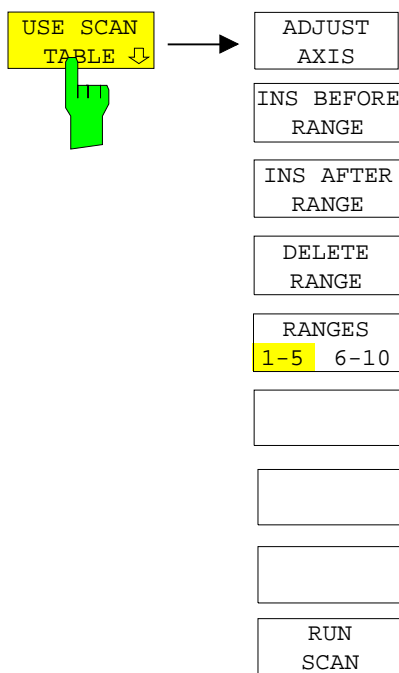 USE SCAN
TABLE
ADJUST
AXIS
INS BEFORE
RANGE
INS AFTER
RANGE
DELETE
RANGE
RANGES
1-5 6-10
RUN
SCAN